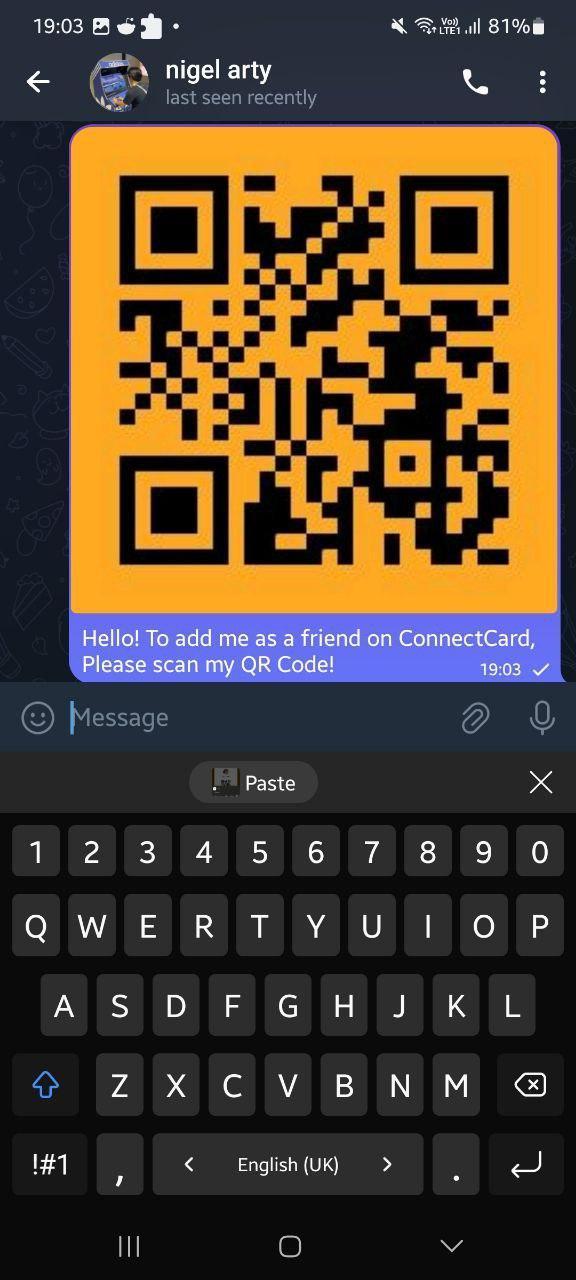 19:03
Vo)) LTE1 81%
nigel arty
last seen recently
Hello! To add me as a friend on ConnectCard,
Please scan my QR Code!
19:03
Message
Paste
1 2 3 4 5 6 7 8 9 0
Q W E R T Y U I O P
A S D F G H J K L
Z X C V B N M
!#1 , < English (UK) > .